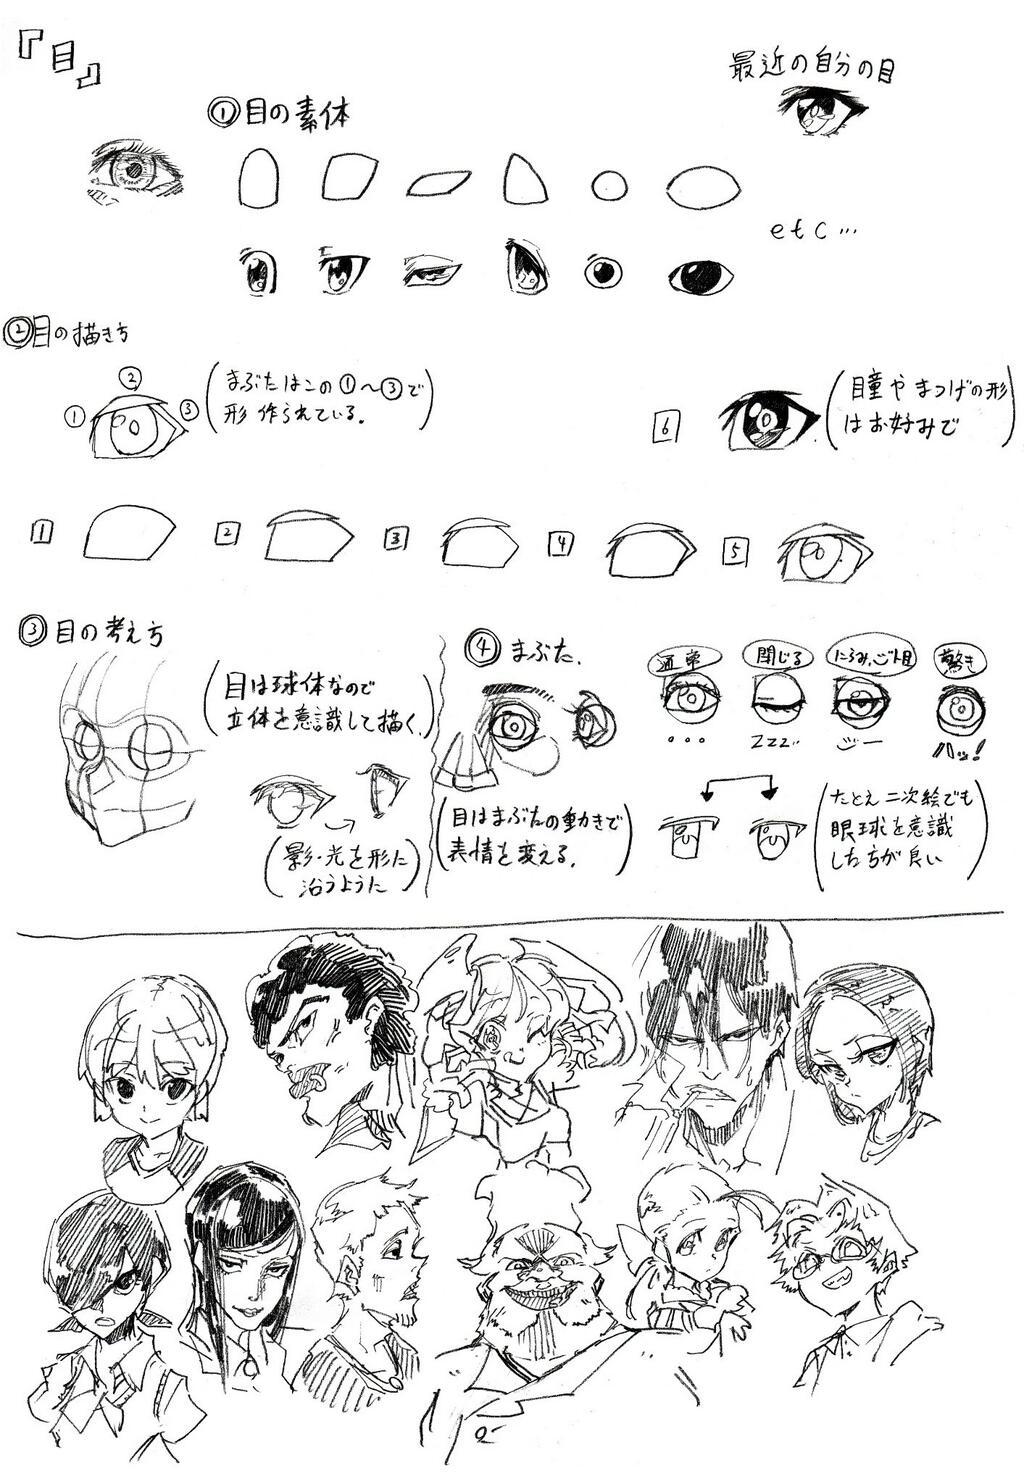 『目』
最近の自分の目
①目の素体
etc…
②目の描き方
① ② ③
(まぶたはこの①〜③で
形作られている。)
6
(目瞳や まつげの形
はお好みで)
1 2 3 4 5
③目の考え方
(目は球体なので
立体を意識して描く。)
(影・光を形に
沿うように)
④まぶた。
通常 閉じる にらみ、ジト目 驚き
・・・ ZZZ.. ジー ハッ!
(目はまぶたの動きで
表情を変える。)
(たとえ二次絵でも
眼球を意識
した方が良い)